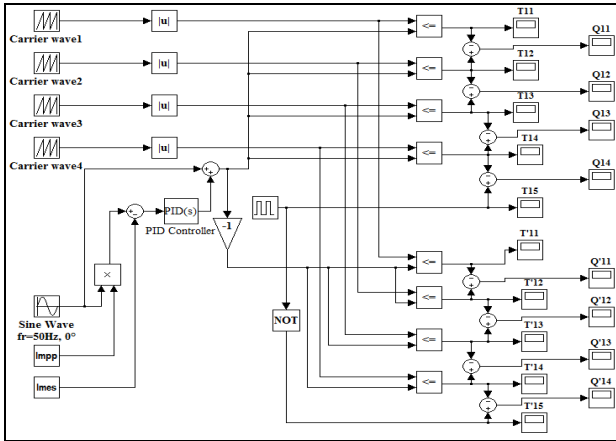 T11
|u|
<=
Q11
Carrier wave1
T12
|u|
<=
Q12
Carrier wave2
T13
|u|
<=
Q13
Carrier wave3
T14
|u|
<=
Q14
Carrier wave4
PID(s)
PID Controller
-1
T15
T'11
<=
Q'11
×
<=
T'12
Q'12
Sine Wave
fr=50Hz, 0°
NOT
<=
T'13
Q'13
Impp
T'14
<=
Q'14
Imes
T'15